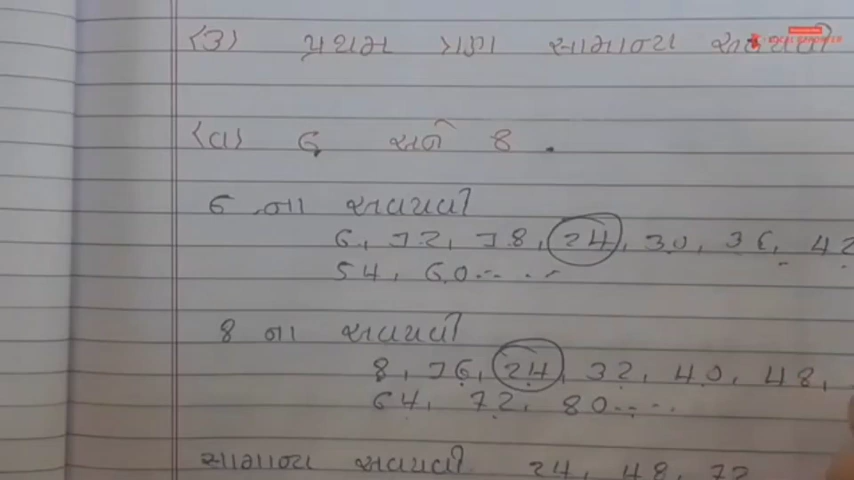 (3) પ્રથમ ત્રણ સામાન્ય અવયવી
(a) 6 અને 8 .
6 ના અવયવી
6, 12, 18, 24, 30, 36, 42
54, 60....
8 ના અવયવી
8, 16, 24, 32, 40, 48,
64, 72, 80....
સામાન્ય અવયવી 24, 48, 72